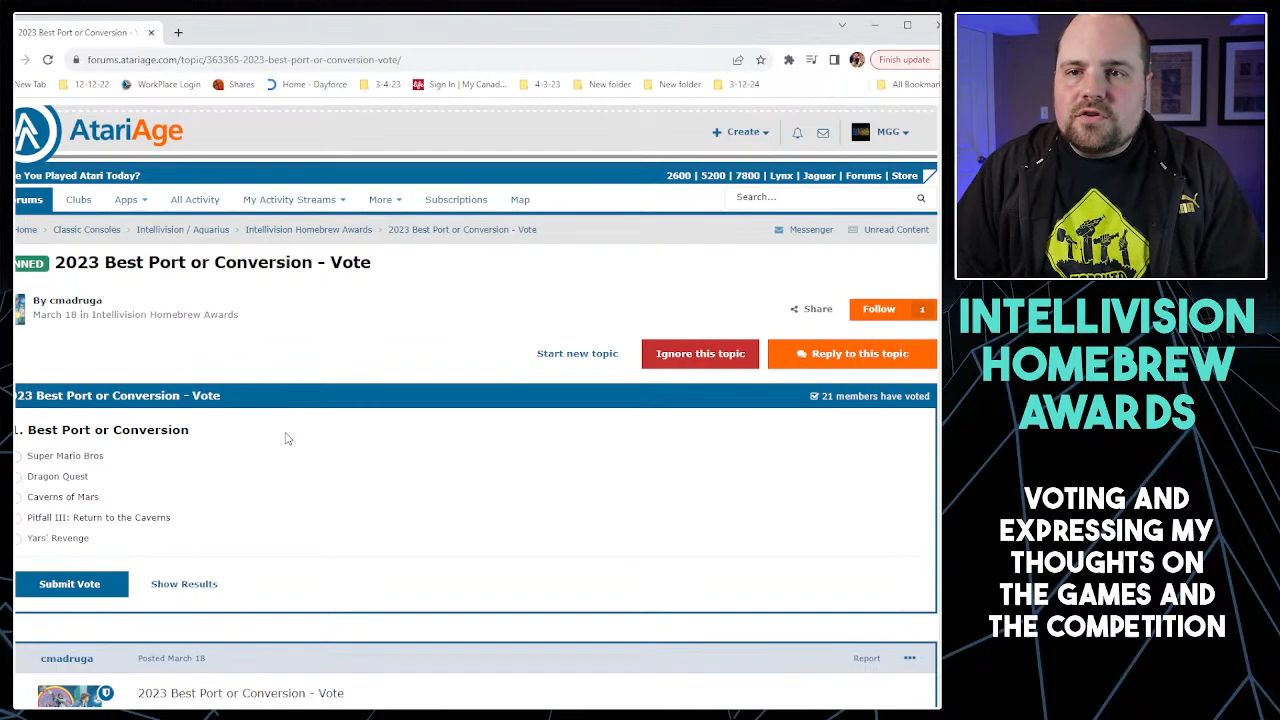 2023 Best Port or Conversion -
forums.atariage.com/topic/363365-2023-best-port-or-conversion-vote/
Finish update
New Tab 12-12-22 WorkPlace Login Shares Home - Dayforce 3-4-23 Sign In | My Canad... 4-3-23 New folder New folder 3-12-24 All Bookmar
AtariAge
Create
MGG
e You Played Atari Today?
2600 | 5200 | 7800 | Lynx | Jaguar | Forums | Store
rums Clubs Apps All Activity My Activity Streams More Subscriptions Map
Search...
Home > Classic Consoles > Intellivision / Aquarius > Intellivision Homebrew Awards > 2023 Best Port or Conversion - Vote
Messenger Unread Content
NNED 2023 Best Port or Conversion - Vote
By cmadruga
March 18 in Intellivision Homebrew Awards
Share Follow 1
Start new topic Ignore this topic Reply to this topic
23 Best Port or Conversion - Vote
21 members have voted
. Best Port or Conversion
Super Mario Bros
Dragon Quest
Caverns of Mars
Pitfall III: Return to the Caverns
Yars' Revenge
Submit Vote Show Results
cmadruga Posted March 18 Report
2023 Best Port or Conversion - Vote
INTELLIVISION
HOMEBREW
AWARDS
VOTING AND
EXPRESSING MY
THOUGHTS ON
THE GAMES AND
THE COMPETITION